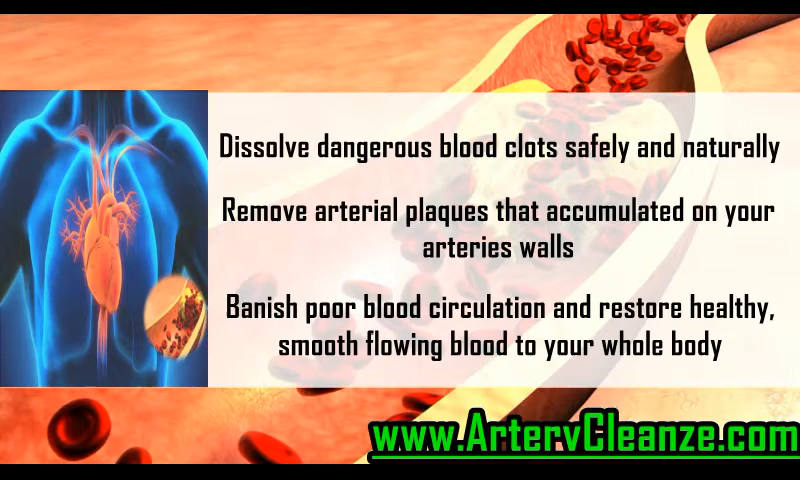 Dissolve dangerous blood clots safely and naturally
Remove arterial plaques that accumulated on your
arteries walls
Banish poor blood circulation and restore healthy,
smooth flowing blood to your whole body
www.ArteryCleanze.com